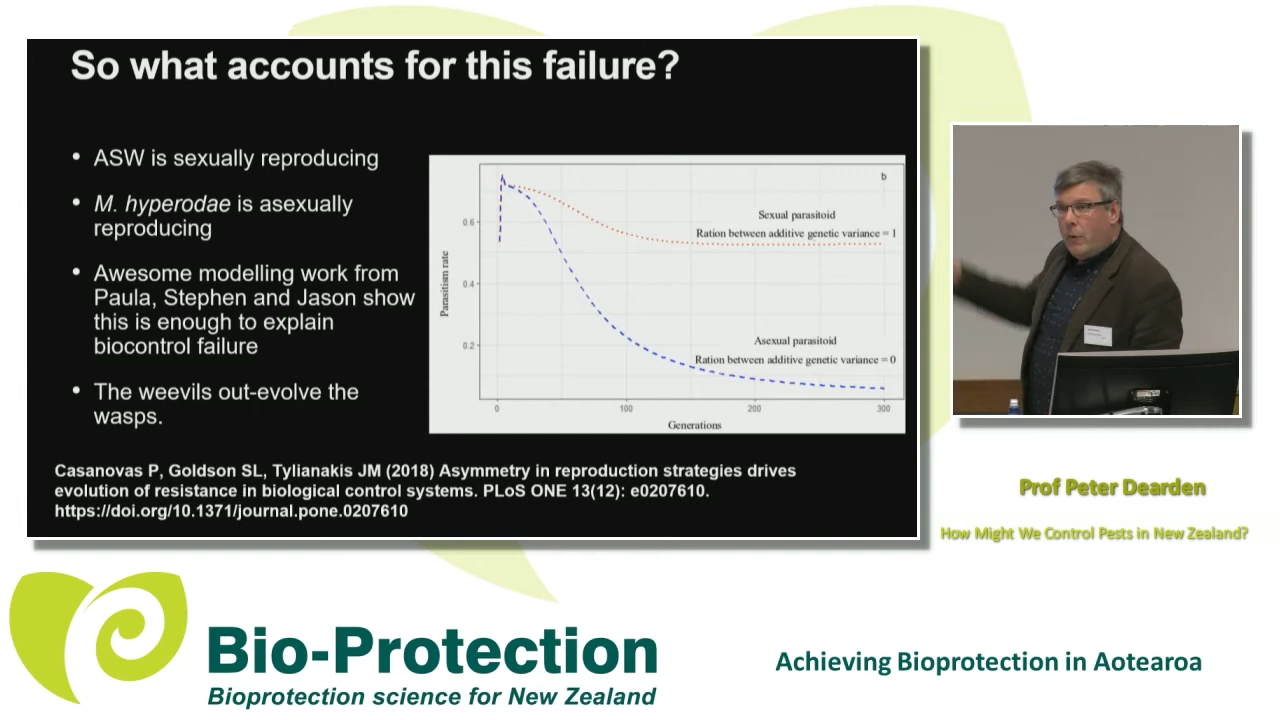 So what accounts for this failure?
• ASW is sexually reproducing
• M. hyperodae is asexually
reproducing
• Awesome modelling work from
Paula, Stephen and Jason show
this is enough to explain
biocontrol failure
• The weevils out-evolve the
wasps.
b
Sexual parasitoid
Ration between additive genetic variance = 1
Asexual parasitoid
Ration between additive genetic variance = 0
Parasitism rate
0.6
0.4
0.2
0 100 200 300
Generations
Casanovas P, Goldson SL, Tylianakis JM (2018) Asymmetry in reproduction strategies drives
evolution of resistance in biological control systems. PLoS ONE 13(12): e0207610.
https://doi.org/10.1371/journal.pone.0207610
Prof Peter Dearden
How Might We Control Pests in New Zealand?
Bio-Protection
Bioprotection science for New Zealand
Achieving Bioprotection in Aotearoa